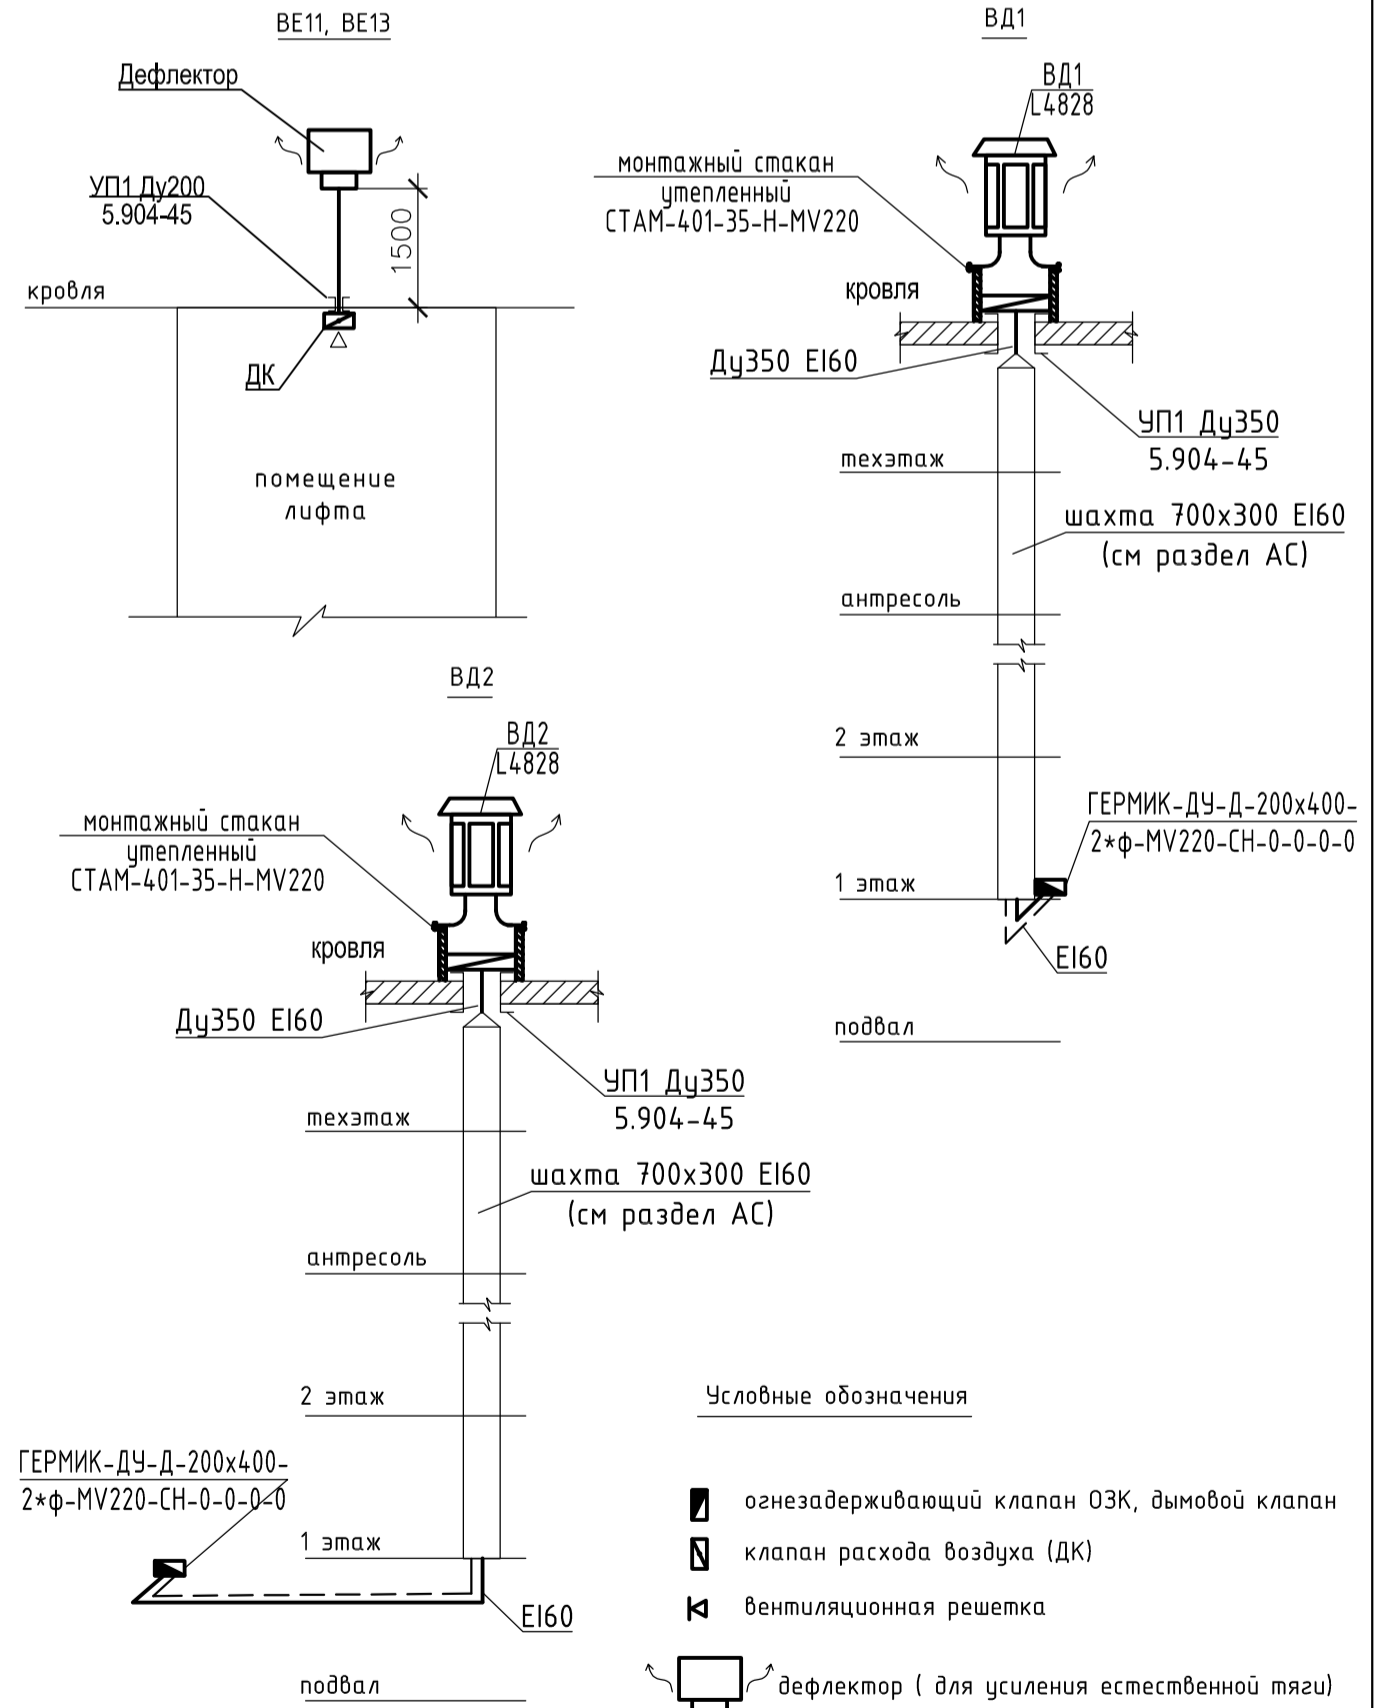 ВЕ11, ВЕ13
Дефлектор
УП1 Ду200
5.904-45
1500
кровля
ДК
помещение
лифта
ВД1
ВД1
L4828
монтажный стакан
утепленный
СТАМ-401-35-Н-MV220
кровля
Ду350 EI60
УП1 Ду350
5.904-45
техэтаж
шахта 700х300 EI60
(см раздел АС)
антресоль
2 этаж
ГЕРМИК-ДУ-Д-200х400-
2*ф-MV220-СН-0-0-0-0
1 этаж
EI60
подвал
ВД2
ВД2
L4828
монтажный стакан
утепленный
СТАМ-401-35-Н-MV220
кровля
Ду350 EI60
УП1 Ду350
5.904-45
техэтаж
шахта 700х300 EI60
(см раздел АС)
антресоль
2 этаж
ГЕРМИК-ДУ-Д-200х400-
2*ф-MV220-СН-0-0-0-0
1 этаж
EI60
подвал
Условные обозначения
огнезадерживающий клапан ОЗК, дымовой клапан
клапан расхода воздуха (ДК)
вентиляционная решетка
дефлектор ( для усиления естественной тяги)